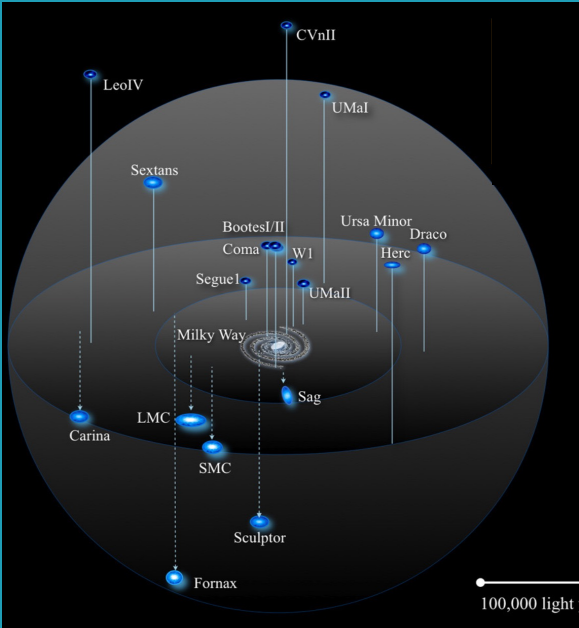 CVnII
LeoIV
UMaI
Sextans
BootesI/II
Ursa Minor
Draco
Coma
W1
Herc
Segue1
UMaII
Milky Way
Sag
LMC
Carina
SMC
Sculptor
Fornax
100,000 light